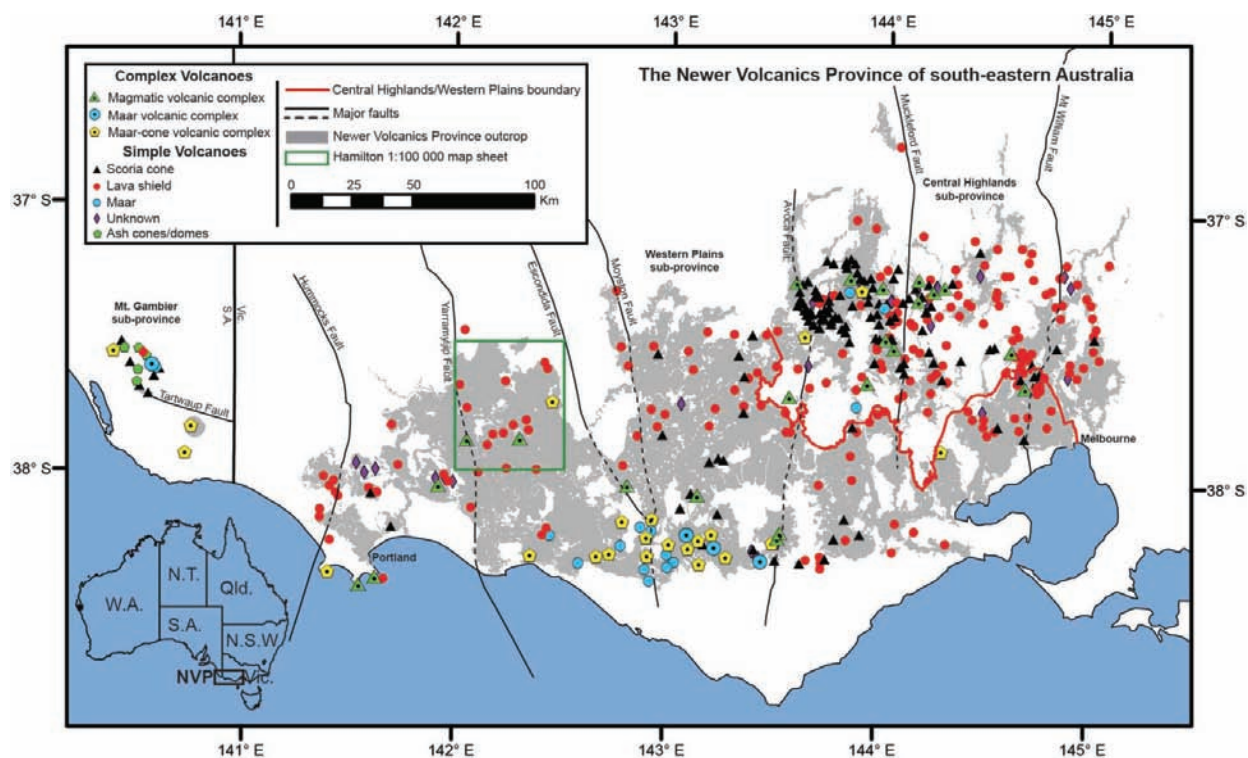 141° E
142° E
143° E
144° E
145° E
The Newer Volcanics Province of south-eastern Australia
Complex Volcanoes
Magmatic volcanic complex
Maar volcanic complex
Maar-cone volcanic complex
Simple Volcanoes
Scoria cone
Lava shield
Maar
Unknown
Ash cones/domes
Central Highlands/Western Plains boundary
Major faults
Newer Volcanics Province outcrop
Hamilton 1:100 000 map sheet
0 25 50 100
Km
37° S
37° S
Muckleford Fault
Mt William Fault
Central Highlands
sub-province
Avoca Fault
Western Plains
sub-province
Moyston Fault
Escondida Fault
Yarramyjip Fault
Hummocks Fault
Vic.
S.A.
Mt. Gambier
sub-province
Tartwaup Fault
38° S
38° S
Melbourne
Portland
N.T.
Qld.
W.A.
S.A.
N.S.W.
NVP
Vic.
141° E
142° E
143° E
144° E
145° E